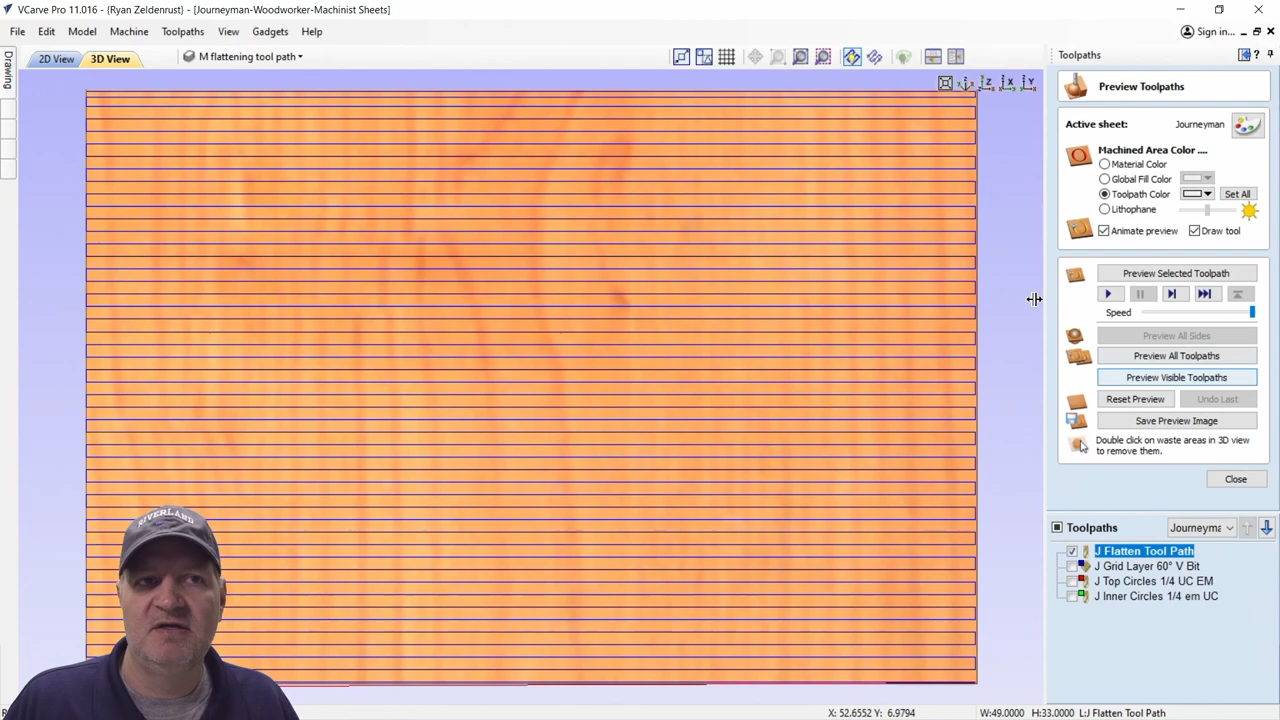 VCarve Pro 11.016 - {Ryan Zeldenrust} - [Journeyman-Woodworker-Machinist Sheets]
File Edit Model Machine Toolpaths View Gadgets Help
Sign in...
Drawing
2D View 3D View M flattening tool path
Toolpaths
Z X Y
Preview Toolpaths
Active sheet: Journeyman
Machined Area Color ....
Material Color
Global Fill Color
Toolpath Color Set All
Lithophane
Animate preview Draw tool
Preview Selected Toolpath
Speed
Preview All Sides
Preview All Toolpaths
Preview Visible Toolpaths
Reset Preview Undo Last
Save Preview Image
Double click on waste areas in 3D view
to remove them.
Close
Toolpaths Journeyma
J Flatten Tool Path
J Grid Layer 60° V Bit
J Top Circles 1/4 UC EM
J Inner Circles 1/4 em UC
RIVERLAND
X: 52.6552 Y: 6.9794 W:49.0000 H:33.0000 L:J Flatten Tool Path